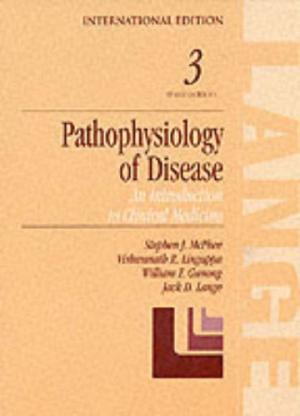 INTERNATIONAL EDITION
LANGE
3
Pathophysiology
of Disease
An Introduction
to Clinical Medicine
Stephen J. McPhee
Vishwanath R. Lingappa
William F. Ganong
Jack D. Lange